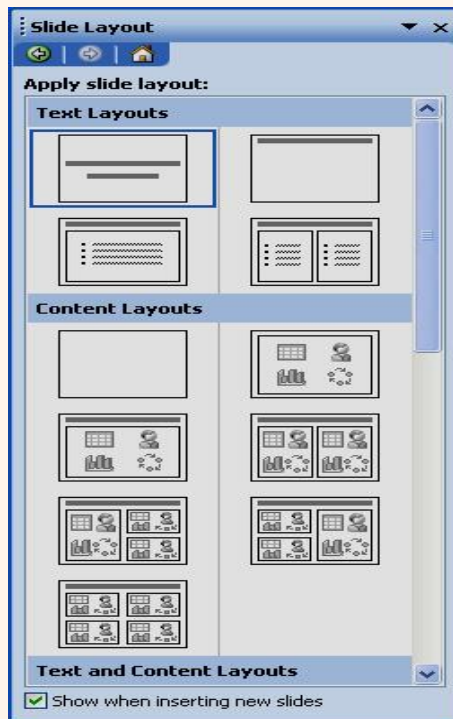 Slide Layout
Apply slide layout:
Text Layouts
Content Layouts
Text and Content Layouts
Show when inserting new slides